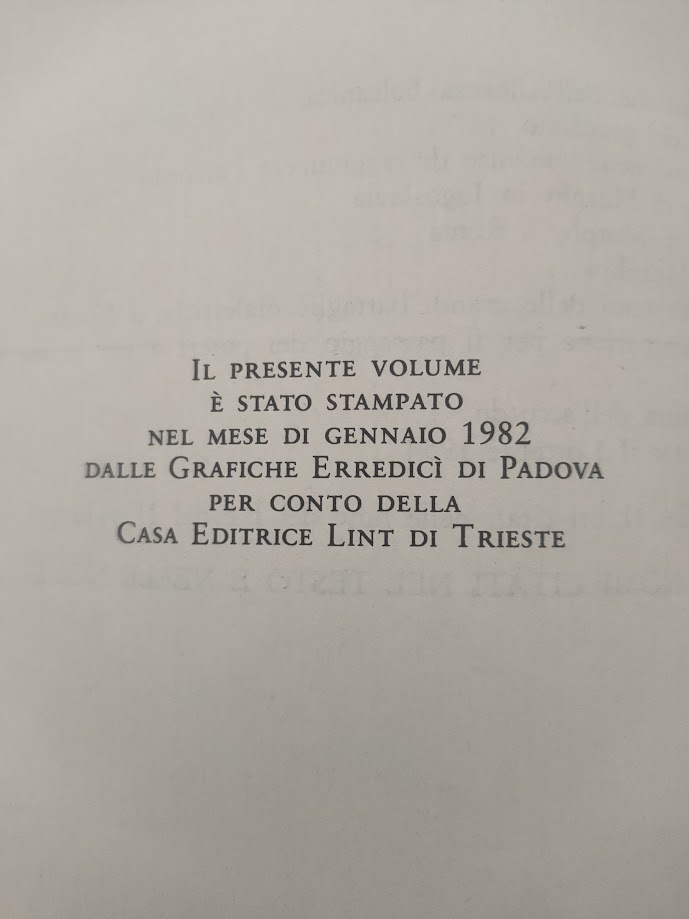 Il presente volume
è stato stampato
nel mese di gennaio 1982
dalle Grafiche Erredicì di Padova
per conto della
Casa Editrice Lint di Trieste